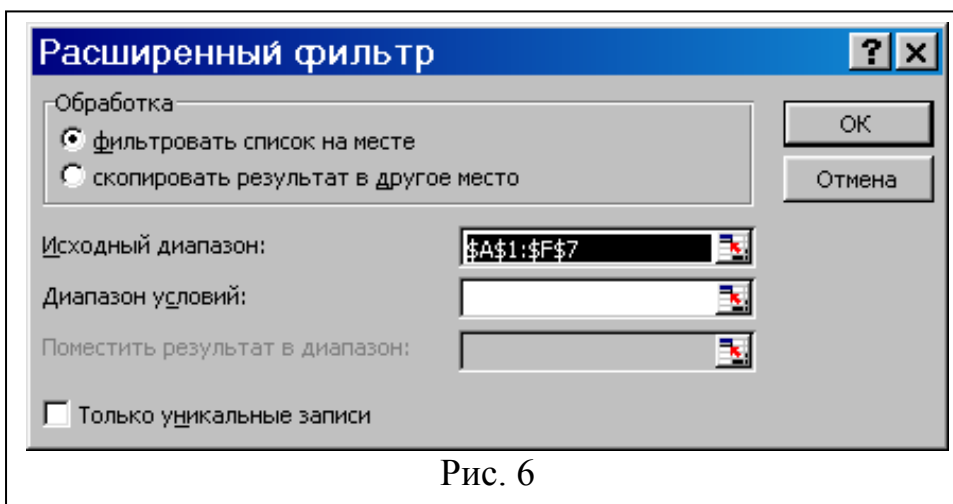 Расширенный фильтр
Обработка
фильтровать список на месте
скопировать результат в другое место
ОК
Отмена
Исходный диапазон: $A$1:$F$7
Диапазон условий:
Поместить результат в диапазон:
Только уникальные записи
Рис. 6